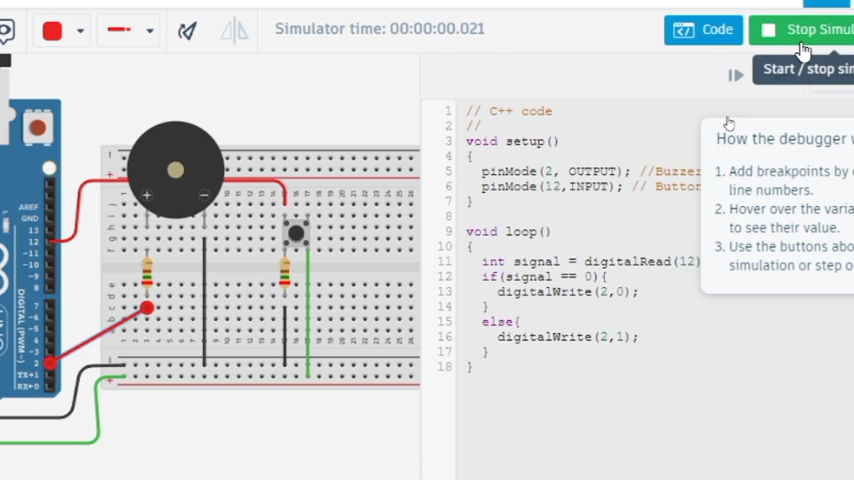 Simulator time: 00:00:00.021
Code
Stop Simul
Start / stop sim
AREF
GND
13
12
~11
~10
~9
8
7
~6
~5
4
~3
2
TX→1
RX←0
DIGITAL (PWM~)
1 // C++ code
2 //
3 void setup()
4 {
5 pinMode(2, OUTPUT); //Buzzer
6 pinMode(12,INPUT); // Button
7 }
8
9 void loop()
10 {
11 int signal = digitalRead(12)
12 if(signal == 0){
13 digitalWrite(2,0);
14 }
15 else{
16 digitalWrite(2,1);
17 }
18 }
How the debugger w
1. Add breakpoints by
line numbers.
2. Hover over the varia
to see their value.
3. Use the buttons abo
simulation or step o